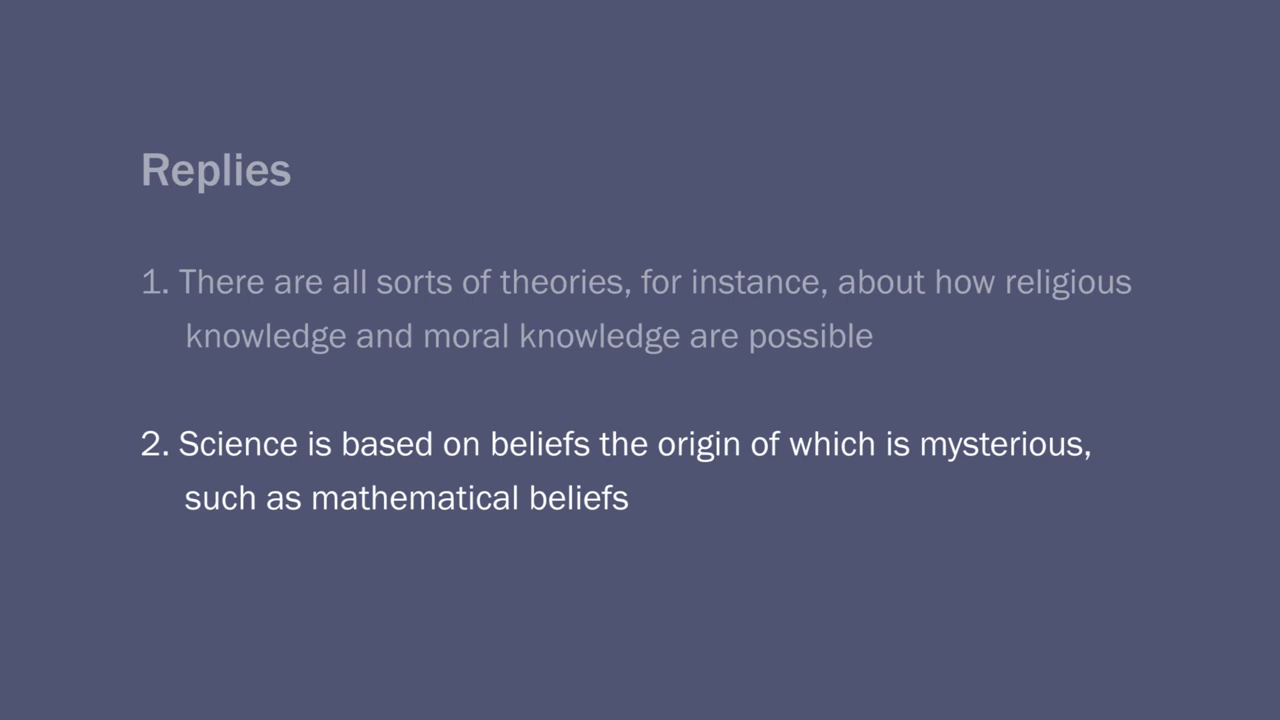 Replies
1. There are all sorts of theories, for instance, about how religious
knowledge and moral knowledge are possible
2. Science is based on beliefs the origin of which is mysterious,
such as mathematical beliefs